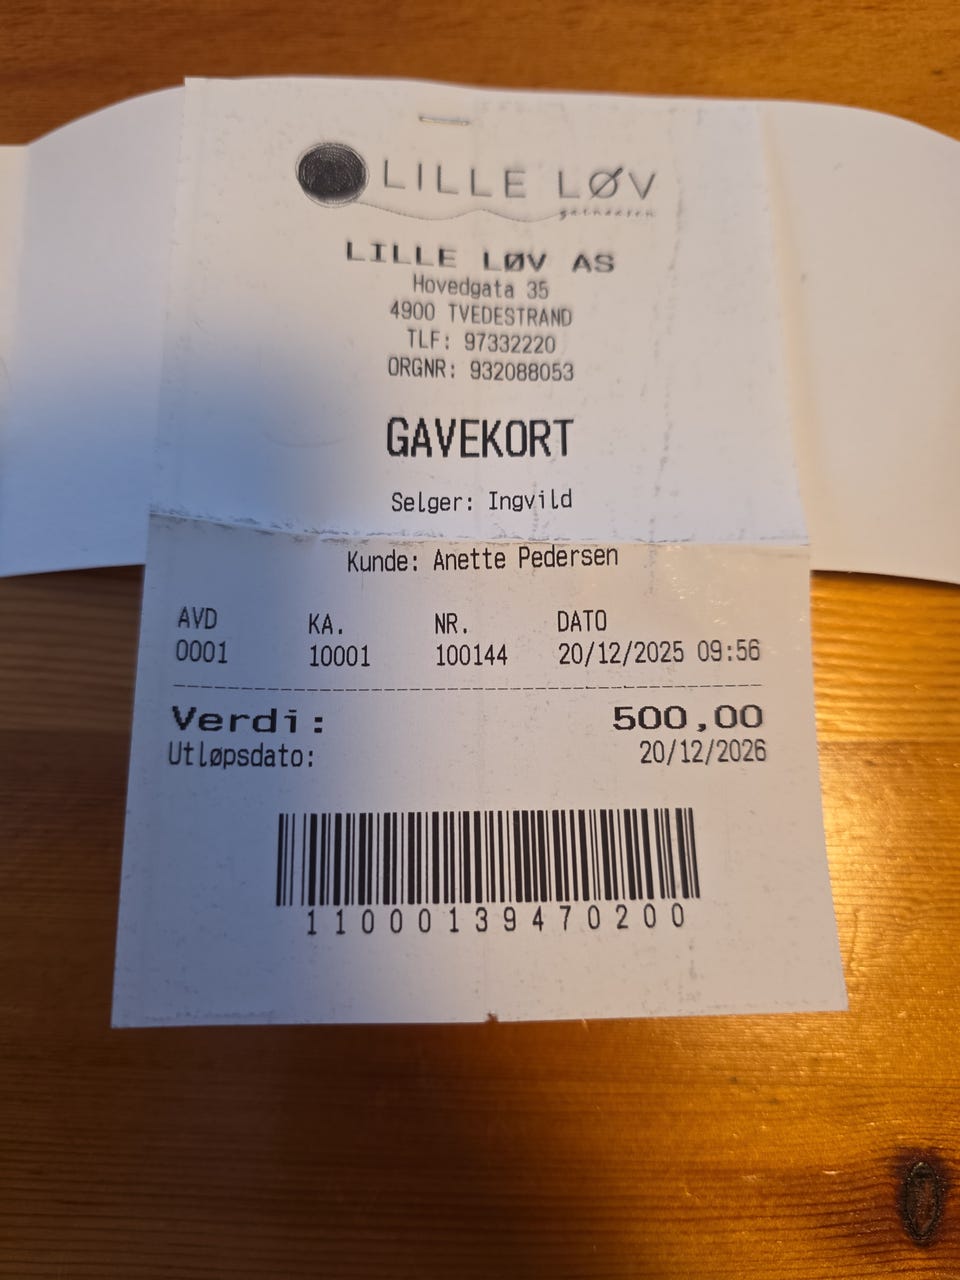 LILLE LØV
LILLE LØV AS
Hovedgata 35
4900 TVEDESTRAND
TLF: 97332220
ORGNR: 932088053
GAVEKORT
Selger: Ingvild
Kunde: Anette Pedersen
AVD KA. NR. DATO
0001 10001 100144 20/12/2025 09:56
Verdi: 500,00
Utløpsdato: 20/12/2026
11000139470200